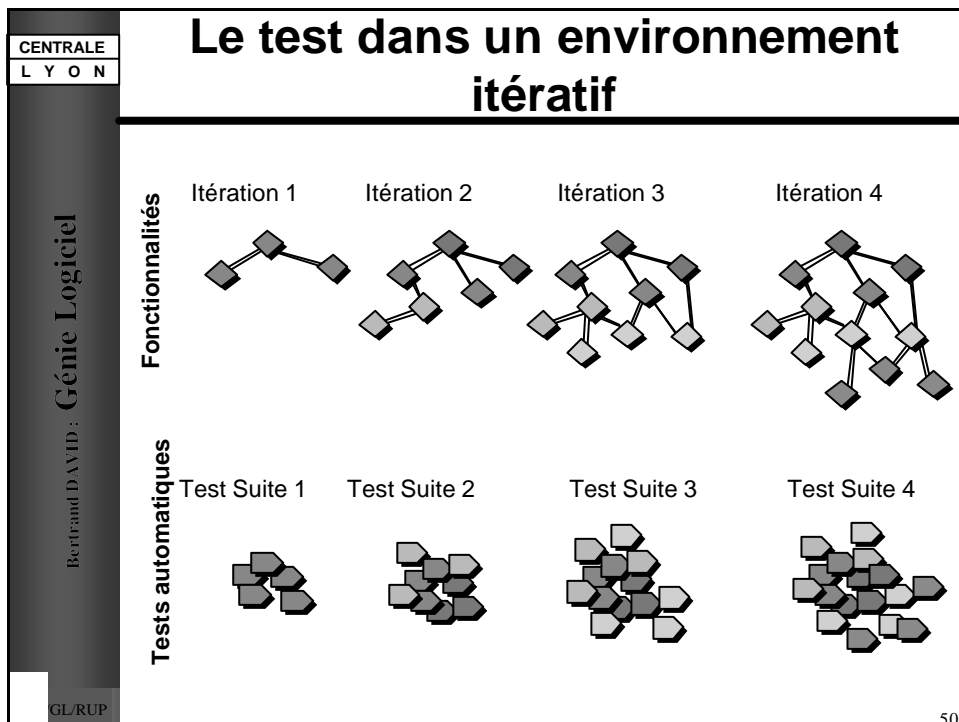 CENTRALE
L Y O N
Le test dans un environnement
itératif
Bertrand DAVID : Génie Logiciel
Fonctionnalités
Itération 1
Itération 2
Itération 3
Itération 4
Tests automatiques
Test Suite 1
Test Suite 2
Test Suite 3
Test Suite 4
GL/RUP
50